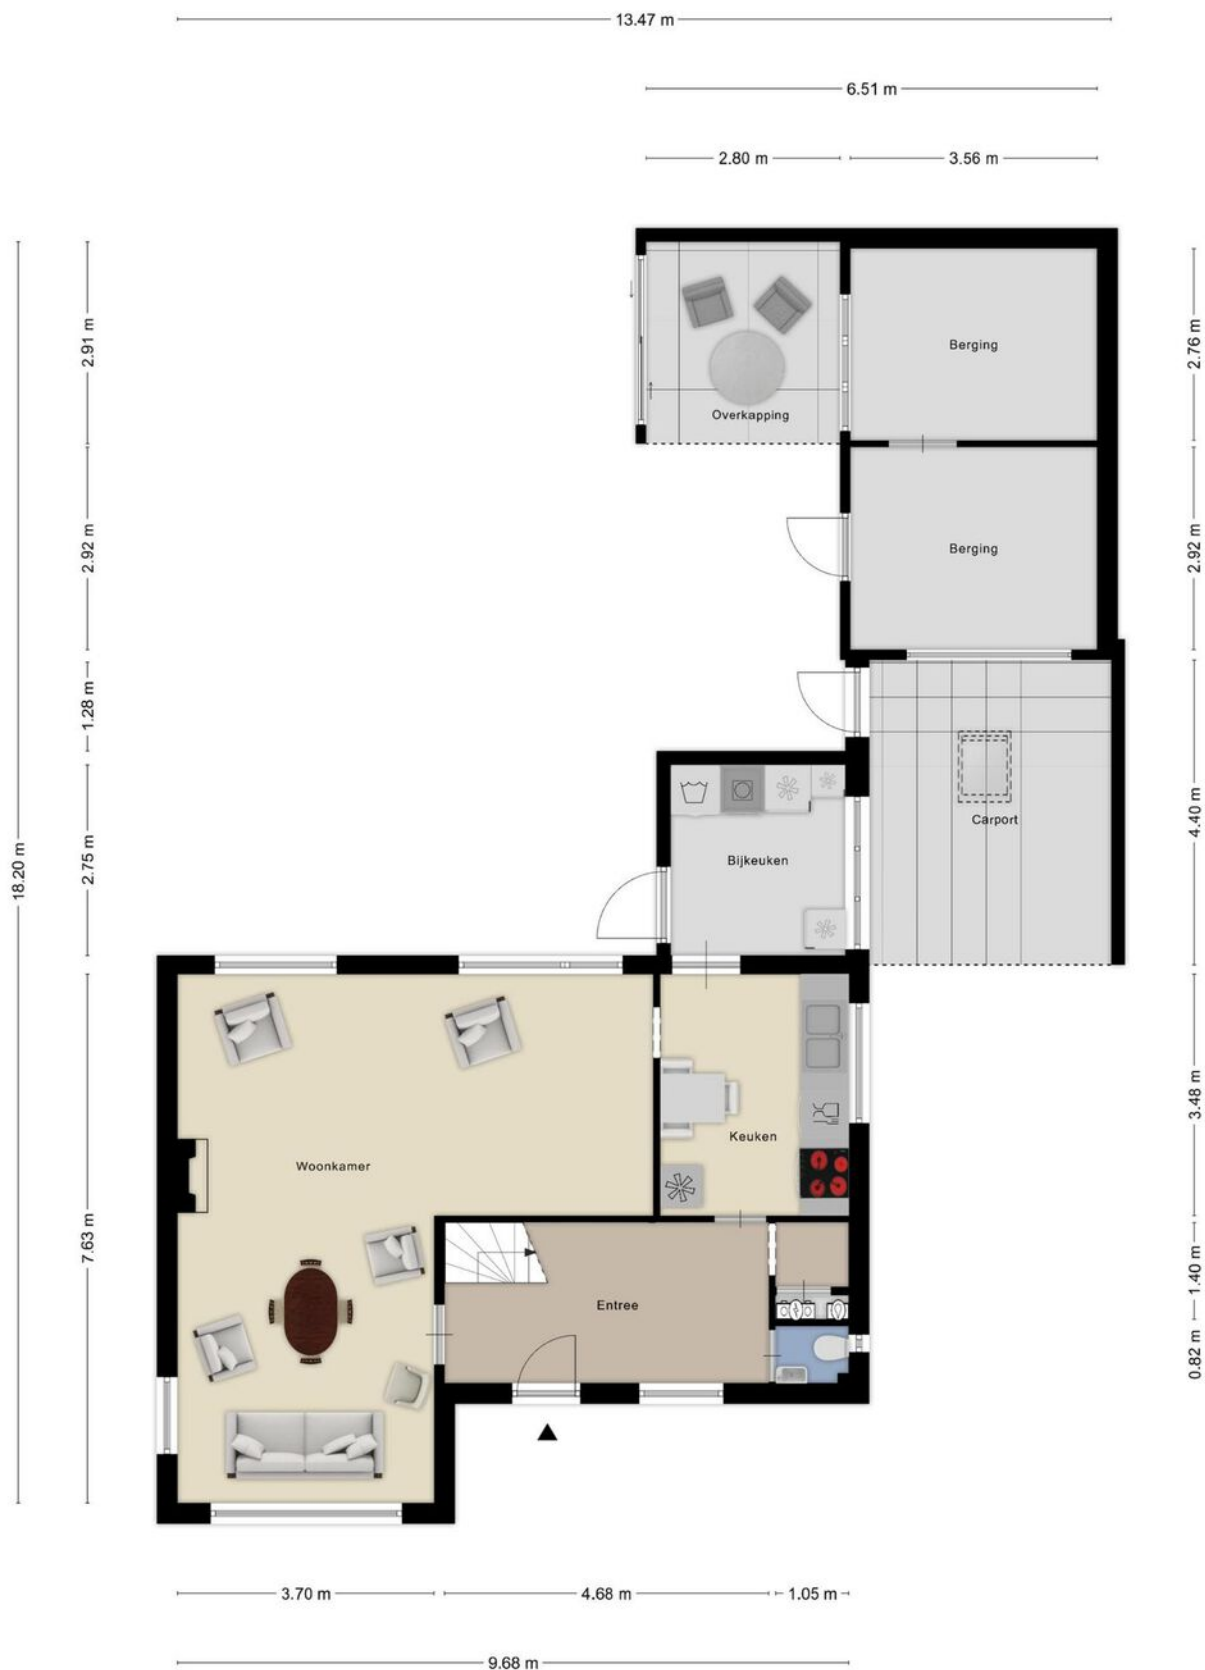 13.47 m
6.51 m
2.80 m
3.56 m
2.91 m
2.76 m
Berging
Overkapping
2.92 m
2.92 m
Berging
1.28 m
4.40 m
Carport
18.20 m
2.75 m
Bijkeuken
3.48 m
Keuken
Woonkamer
7.63 m
1.40 m
Entree
0.82 m
3.70 m
4.68 m
1.05 m
9.68 m